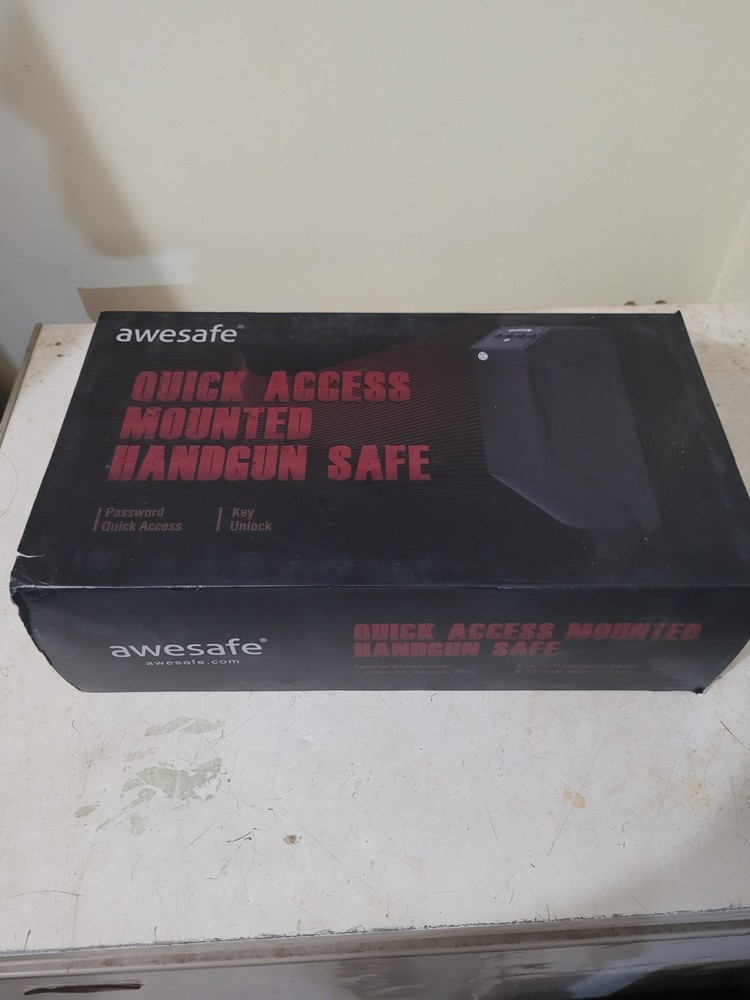 awesafe®
QUICK ACCESS
MOUNTED
HANDGUN SAFE
Password
Quick Access
Key
Unlock
awesafe®
awesafe.com
QUICK ACCESS MOUNTED
HANDGUN SAFE